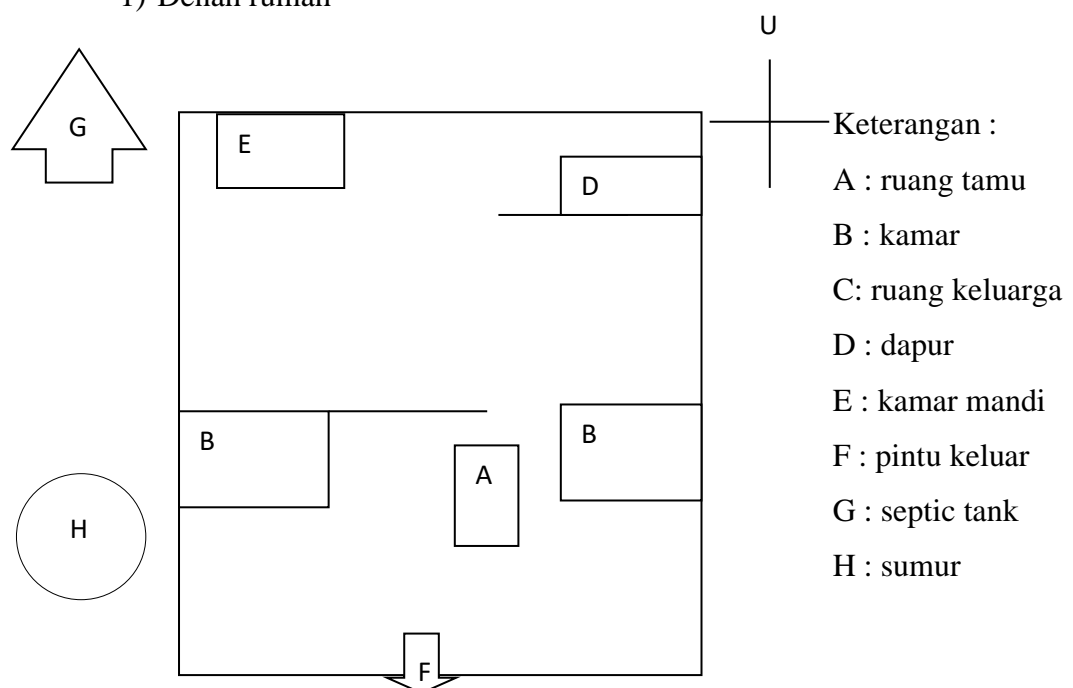 1) Denah rumah
U
G
E
D
Keterangan :
A : ruang tamu
B : kamar
C: ruang keluarga
D : dapur
E : kamar mandi
F : pintu keluar
G : septic tank
H : sumur
B
B
A
H
F